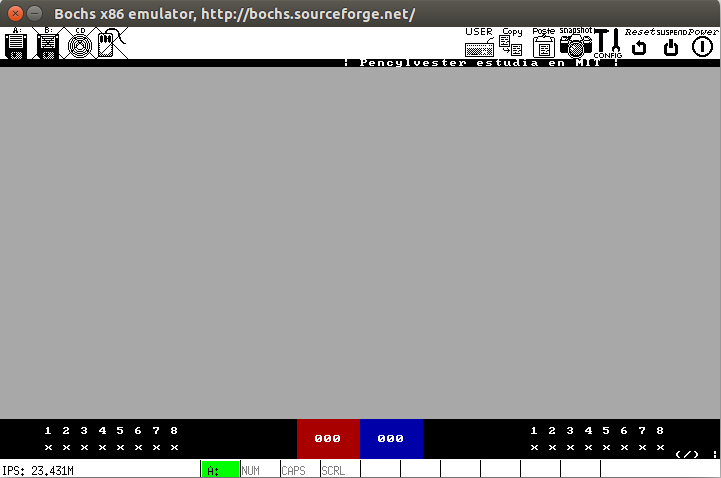 Bochs x86 emulator, http://bochs.sourceforge.net/
A: B: CD USER Copy Paste snapshot CONFIG Reset SUSPEND Power
¦ Pencylvester estudia en MIT ¦
1 2 3 4 5 6 7 8 000 000 1 2 3 4 5 6 7 8
x x x x x x x x x x x x x x x x
(/) ¦
IPS: 23.431M A: NUM CAPS SCRL